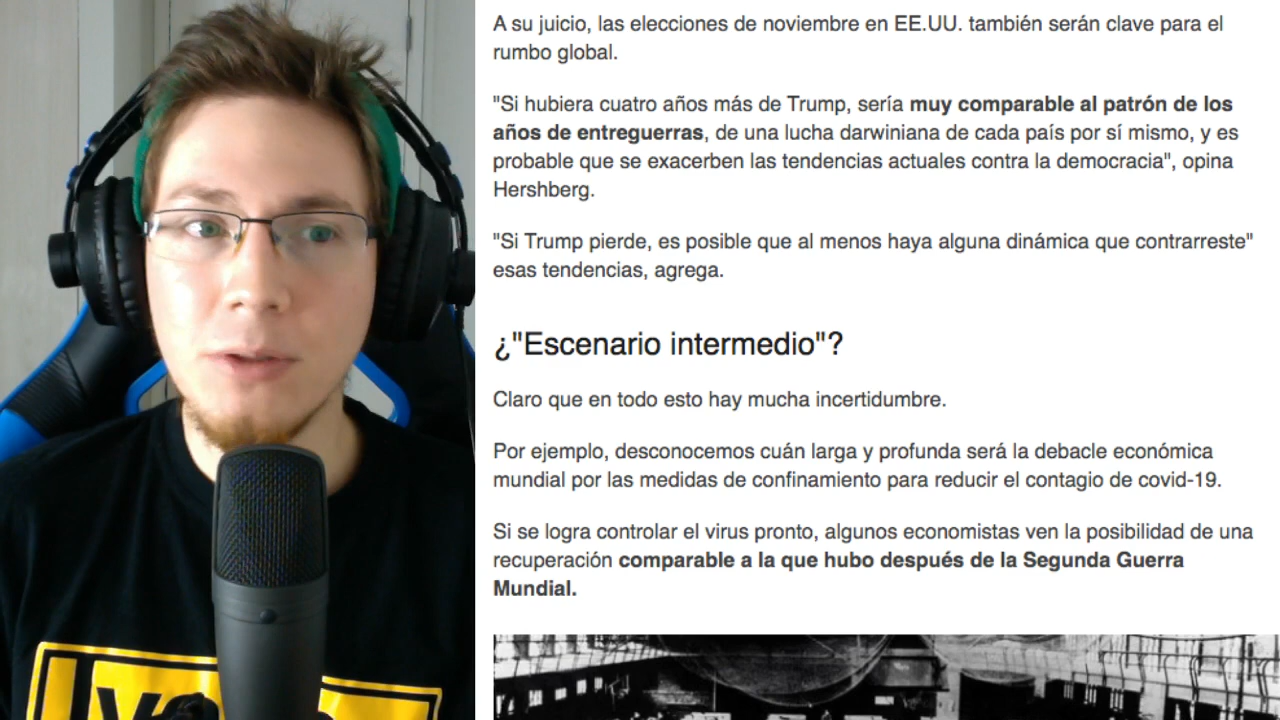 A su juicio, las elecciones de noviembre en EE.UU. también serán clave para el
rumbo global.
"Si hubiera cuatro años más de Trump, sería muy comparable al patrón de los
años de entreguerras, de una lucha darwiniana de cada país por sí mismo, y es
probable que se exacerben las tendencias actuales contra la democracia", opina
Hershberg.
"Si Trump pierde, es posible que al menos haya alguna dinámica que contrarreste"
esas tendencias, agrega.
¿"Escenario intermedio"?
Claro que en todo esto hay mucha incertidumbre.
Por ejemplo, desconocemos cuán larga y profunda será la debacle económica
mundial por las medidas de confinamiento para reducir el contagio de covid-19.
Si se logra controlar el virus pronto, algunos economistas ven la posibilidad de una
recuperación comparable a la que hubo después de la Segunda Guerra
Mundial.